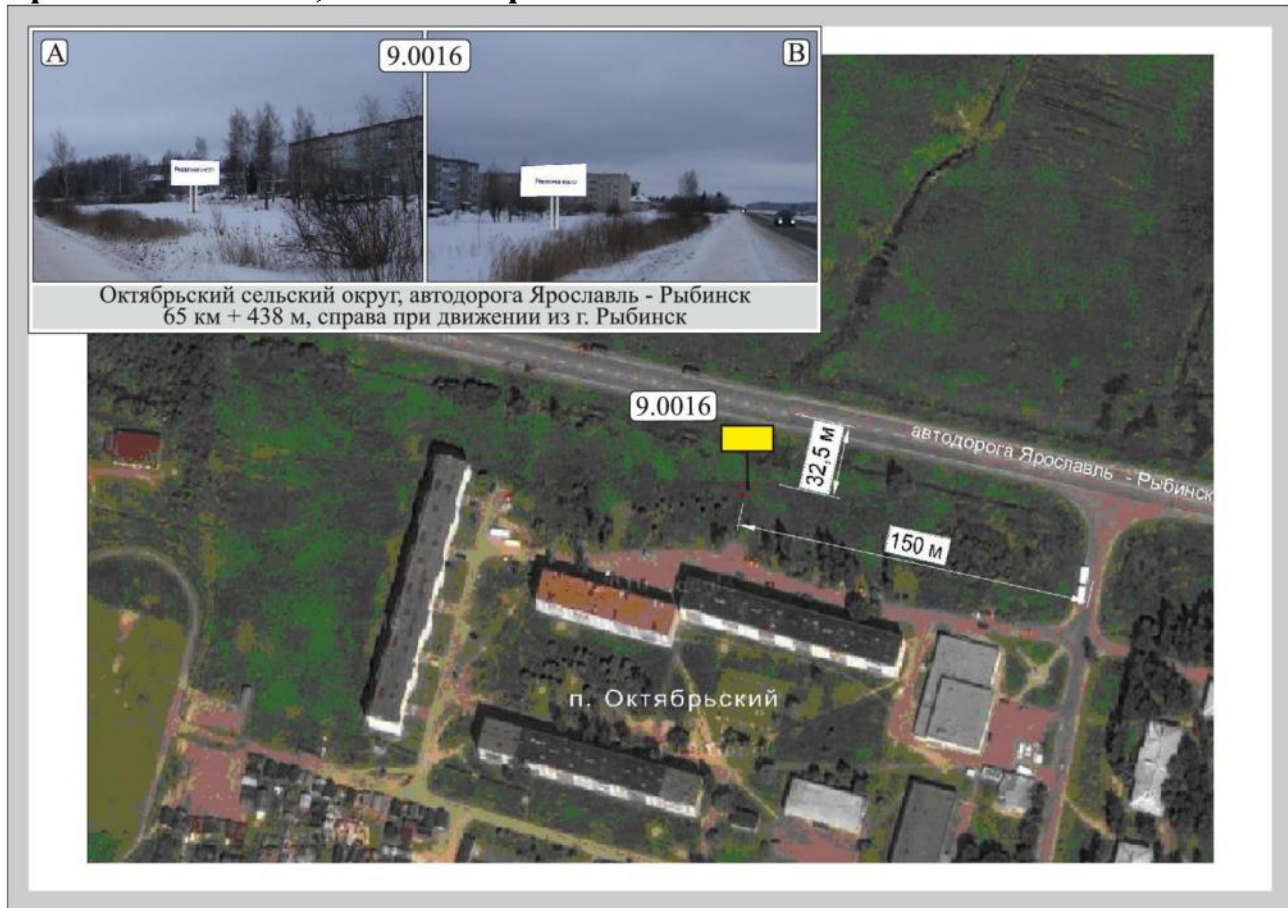 A
9.0016
B
Октябрьский сельский округ, автодорога Ярославль - Рыбинск
65 км + 438 м, справа при движении из г. Рыбинск
9.0016
автодорога Ярославль - Рыбинск
32,5 м
150 м
п. Октябрьский